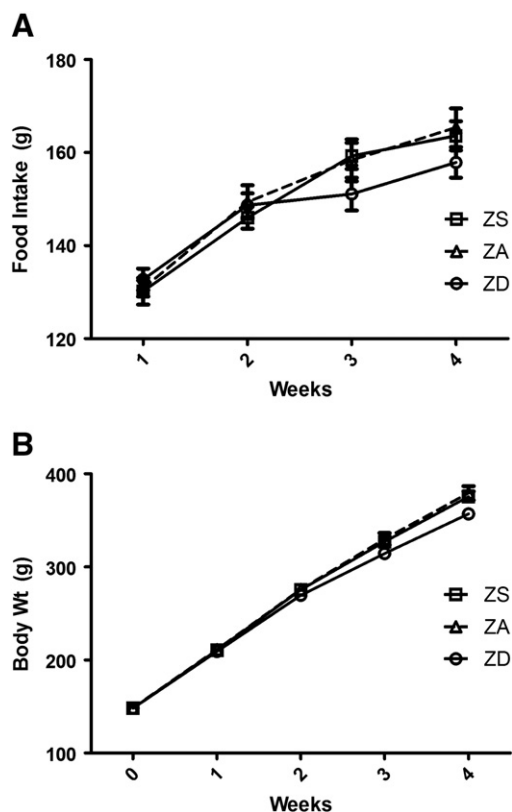 A
Food Intake (g)
180
160
140
120
1 2 3 4
Weeks
ZS
ZA
ZD
B
Body Wt (g)
400
300
200
100
0 1 2 3 4
Weeks
ZS
ZA
ZD